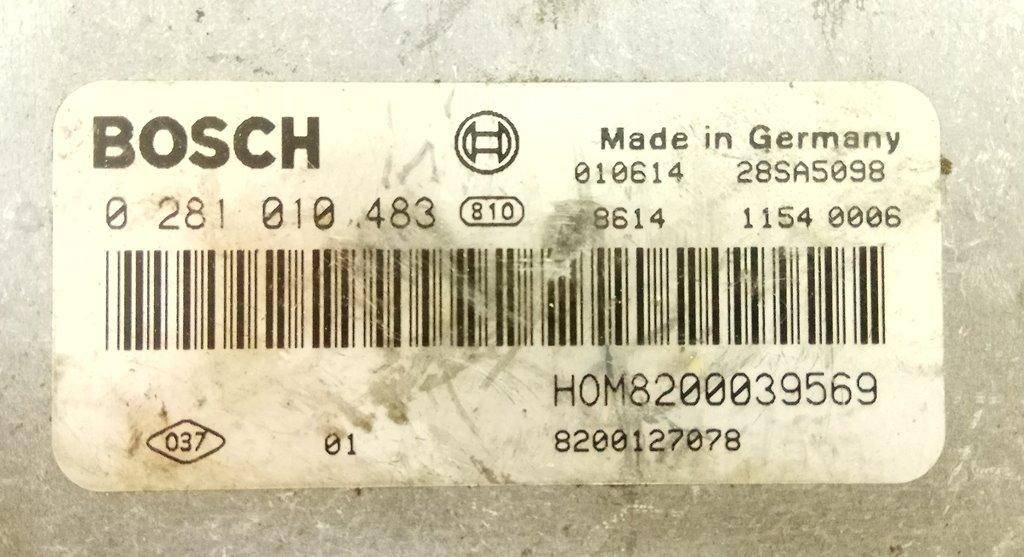 BOSCH
Made in Germany
010614 28SA5098
0 281 010 483 810
8614 1154 0006
HOM8200039569
037 01 8200127078